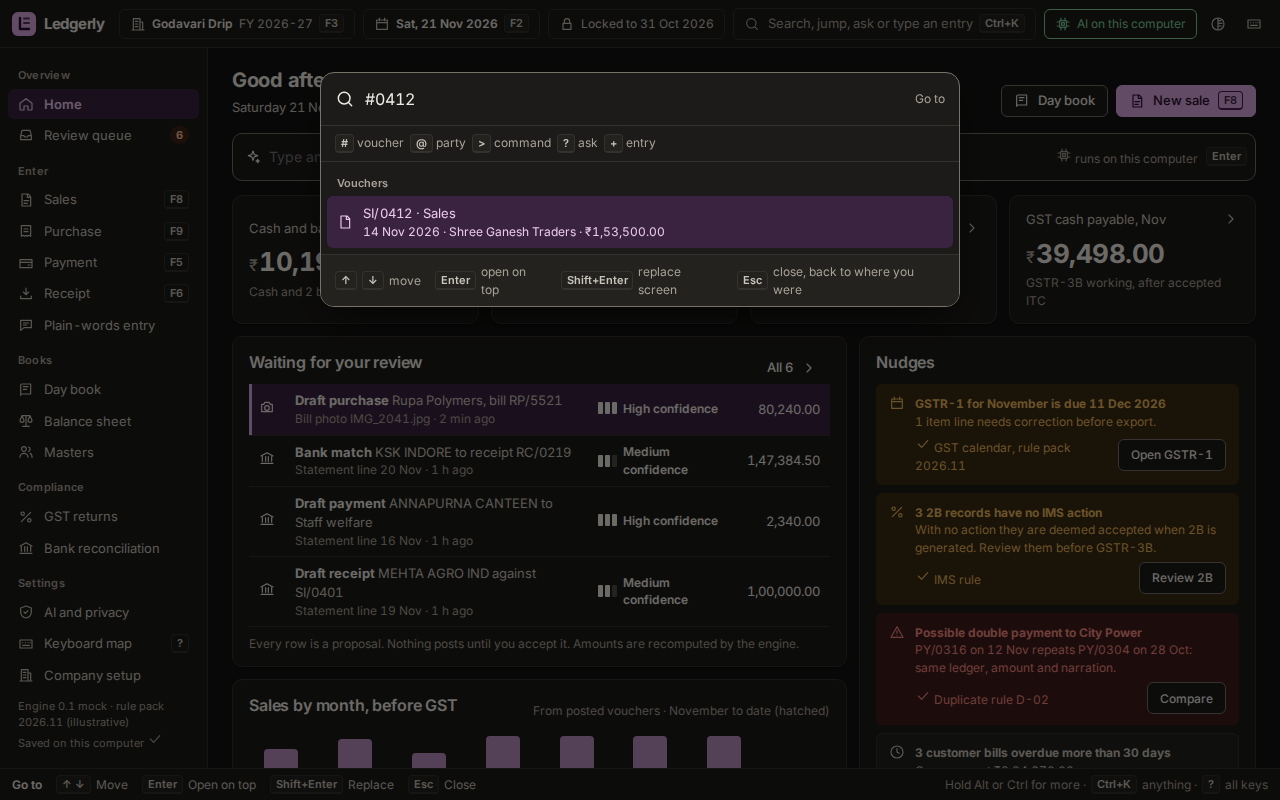 Ledgerly
Godavari Drip FY 2026-27 F3
Sat, 21 Nov 2026 F2
Locked to 31 Oct 2026
Search, jump, ask or type an entry Ctrl+K
AI on this computer
Overview
Home
Review queue 6
Enter
Sales F8
Purchase F9
Payment F5
Receipt F6
Plain-words entry
Books
Day book
Balance sheet
Masters
Compliance
GST returns
Bank reconciliation
Settings
AI and privacy
Keyboard map ?
Company setup
Engine 0.1 mock · rule pack
2026.11 (illustrative)
Saved on this computer
Good
Saturday 21
Day book
New sale F8
#0412 Go to
# voucher @ party > command ? ask + entry
Vouchers
SI/0412 · Sales
14 Nov 2026 · Shree Ganesh Traders · ₹1,53,500.00
↑ ↓ move Enter open on top Shift+Enter replace screen Esc close, back to where you were
Type
runs on this computer Enter
Cash and
Cash and 2
GST cash payable, Nov
₹39,498.00
GSTR-3B working, after accepted
ITC
Waiting for your review All 6
Draft purchase Rupa Polymers, bill RP/5521
Bill photo IMG_2041.jpg · 2 min ago
High confidence 80,240.00
Bank match KSK INDORE to receipt RC/0219
Statement line 20 Nov · 1 h ago
Medium confidence 1,47,384.50
Draft payment ANNAPURNA CANTEEN to
Staff welfare
Statement line 16 Nov · 1 h ago
High confidence 2,340.00
Draft receipt MEHTA AGRO IND against
SI/0401
Statement line 19 Nov · 1 h ago
Medium confidence 1,00,000.00
Every row is a proposal. Nothing posts until you accept it. Amounts are recomputed by the engine.
Sales by month, before GST
From posted vouchers · November to date (hatched)
Nudges
GSTR-1 for November is due 11 Dec 2026
1 item line needs correction before export.
GST calendar, rule pack
2026.11
Open GSTR-1
3 2B records have no IMS action
With no action they are deemed accepted when 2B is
generated. Review them before GSTR-3B.
IMS rule
Review 2B
Possible double payment to City Power
PY/0316 on 12 Nov repeats PY/0304 on 28 Oct:
same ledger, amount and narration.
Duplicate rule D-02
Compare
3 customer bills overdue more than 30 days
Go to ↑ ↓ Move Enter Open on top Shift+Enter Replace Esc Close
Hold Alt or Ctrl for more · Ctrl+K anything · ? all keys